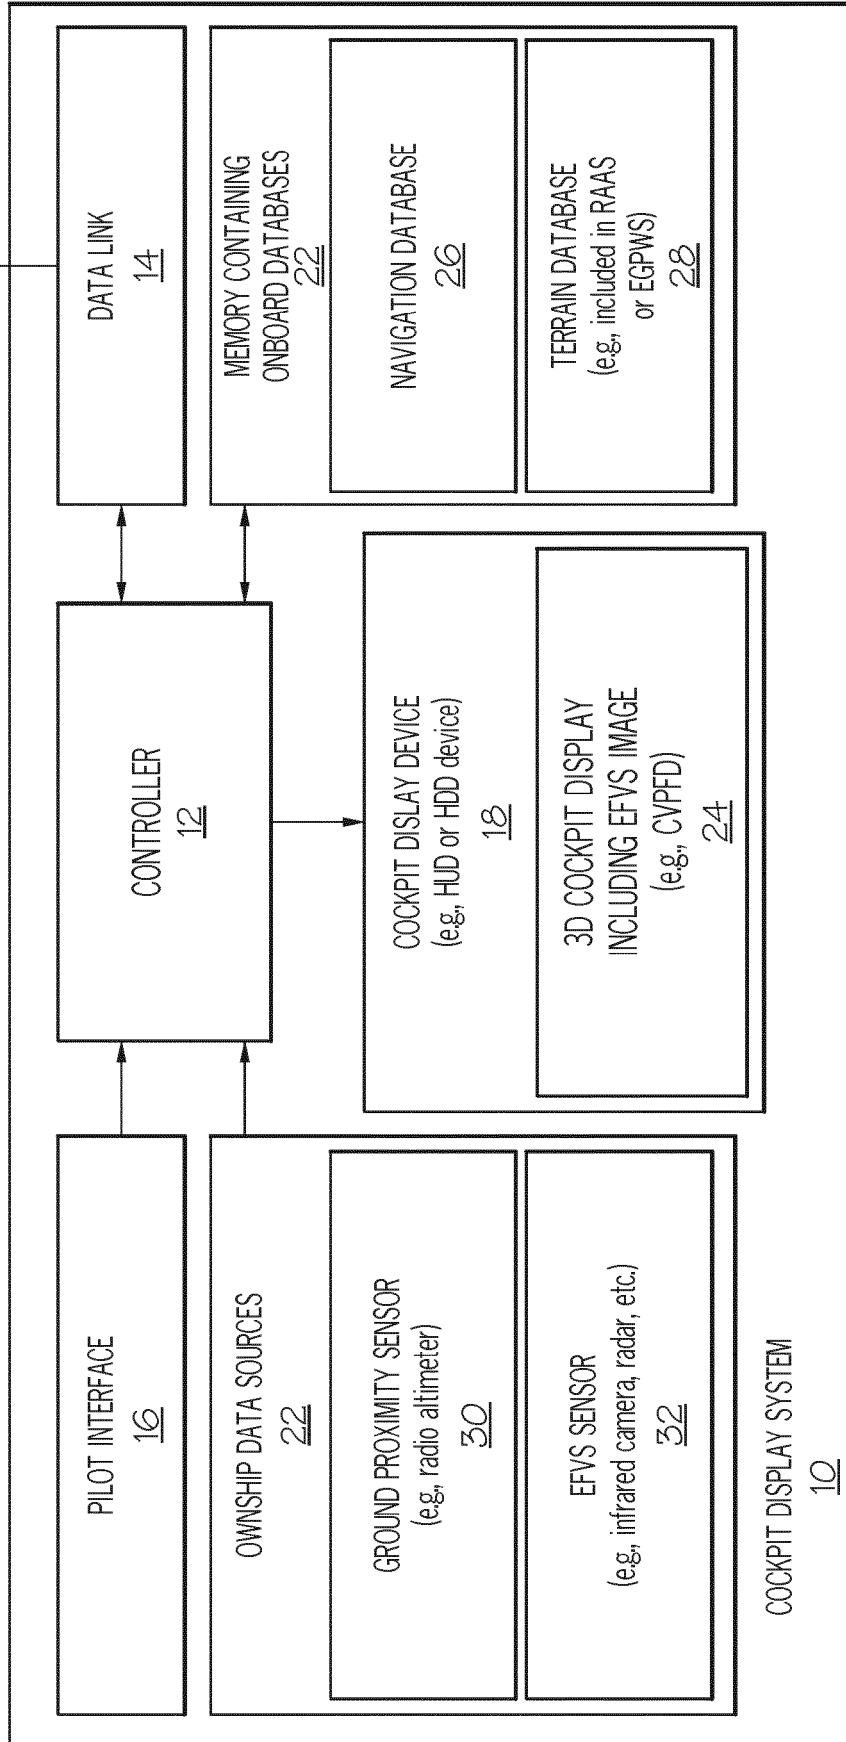 PILOT INTERFACE
16
OWNSHIP DATA SOURCES
22
GROUND PROXIMITY SENSOR
(e.g., radio altimeter)
30
EFVS SENSOR
(e.g., infrared camera, radar, etc.)
32
CONTROLLER
12
COCKPIT DISLAY DEVICE
(e.g., HUD or HDD device)
18
3D COCKPIT DISPLAY
INCLUDING EFVS IMAGE
(e.g., CVPFD)
24
DATA LINK
14
MEMORY CONTAINING
ONBOARD DATABASES
22
NAVIGATION DATABASE
26
TERRAIN DATABASE
(e.g., included in RAAS
or EGPWS)
28
COCKPIT DISPLAY SYSTEM
10